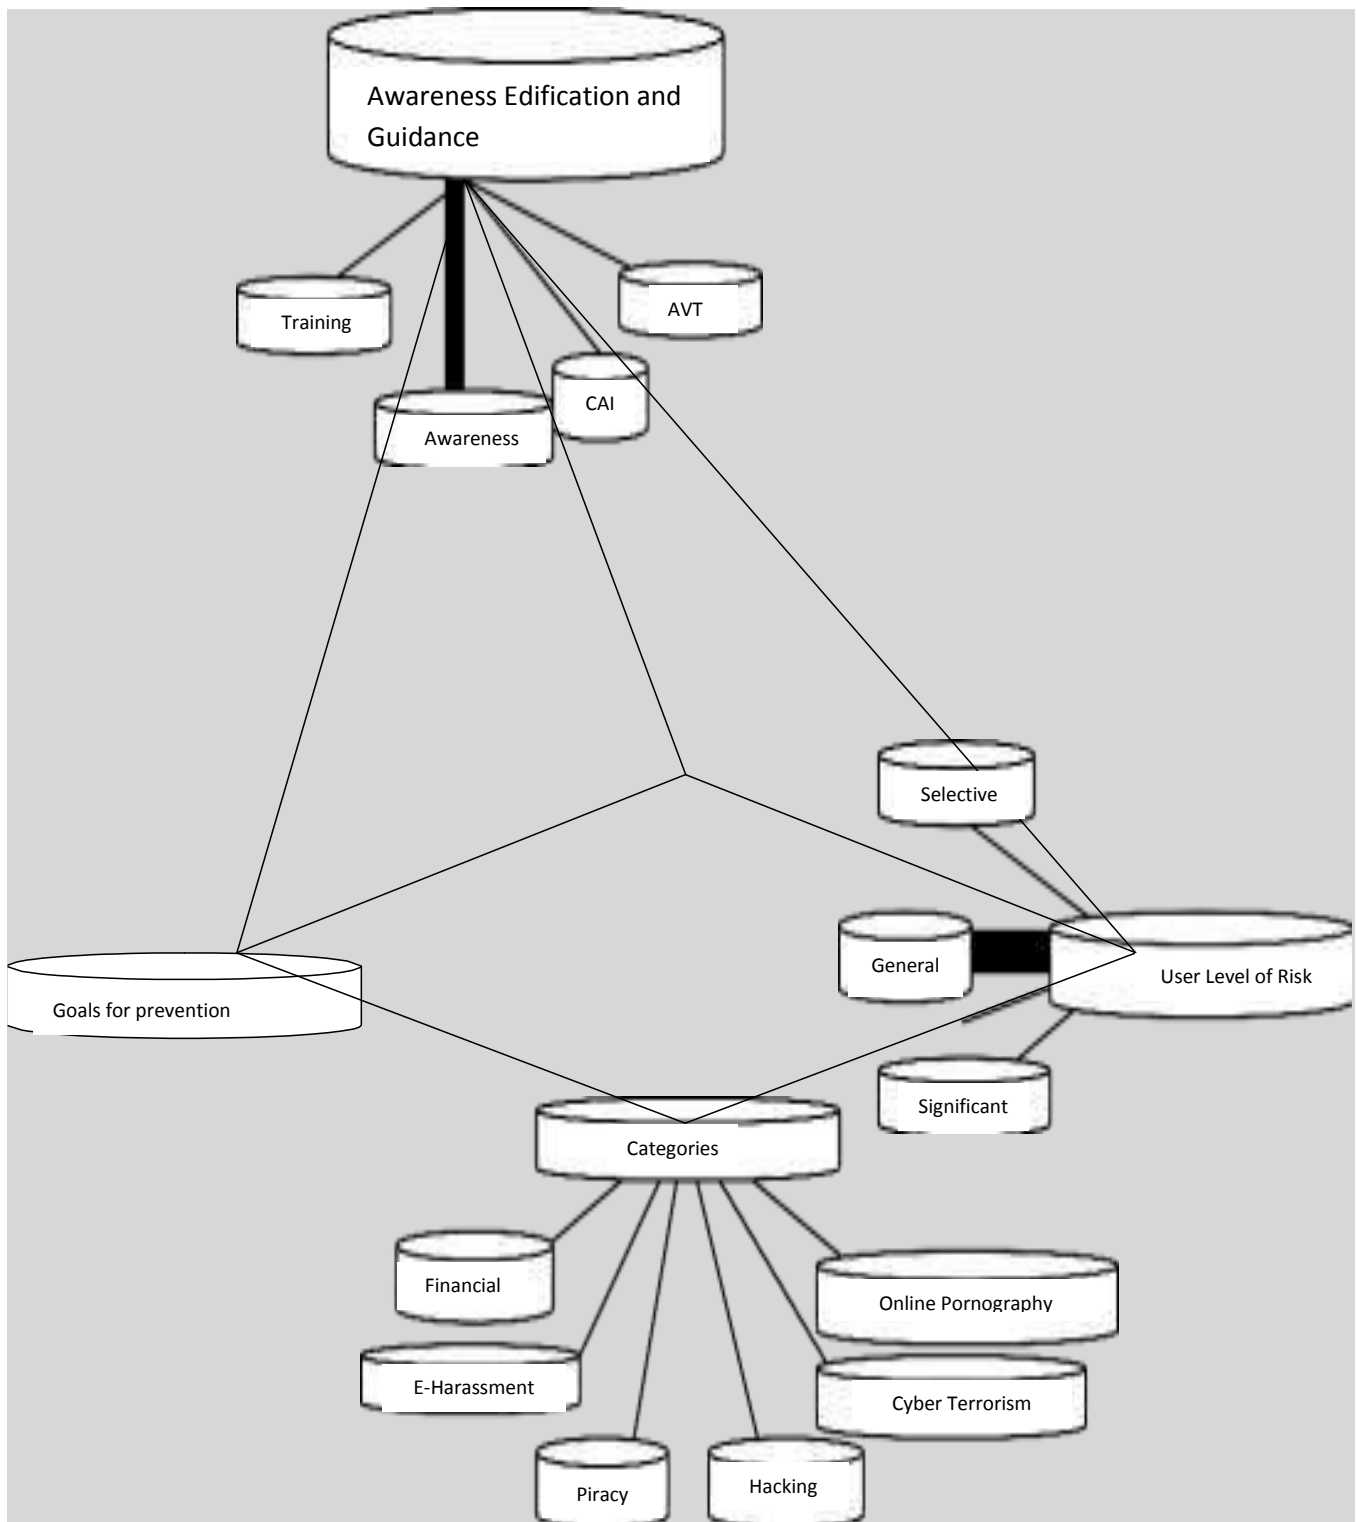 Awareness Edification and
Guidance
Training
AVT
CAI
Awareness
Selective
General
User Level of Risk
Goals for prevention
Significant
Categories
Financial
Online Pornography
E-Harassment
Cyber Terrorism
Piracy
Hacking